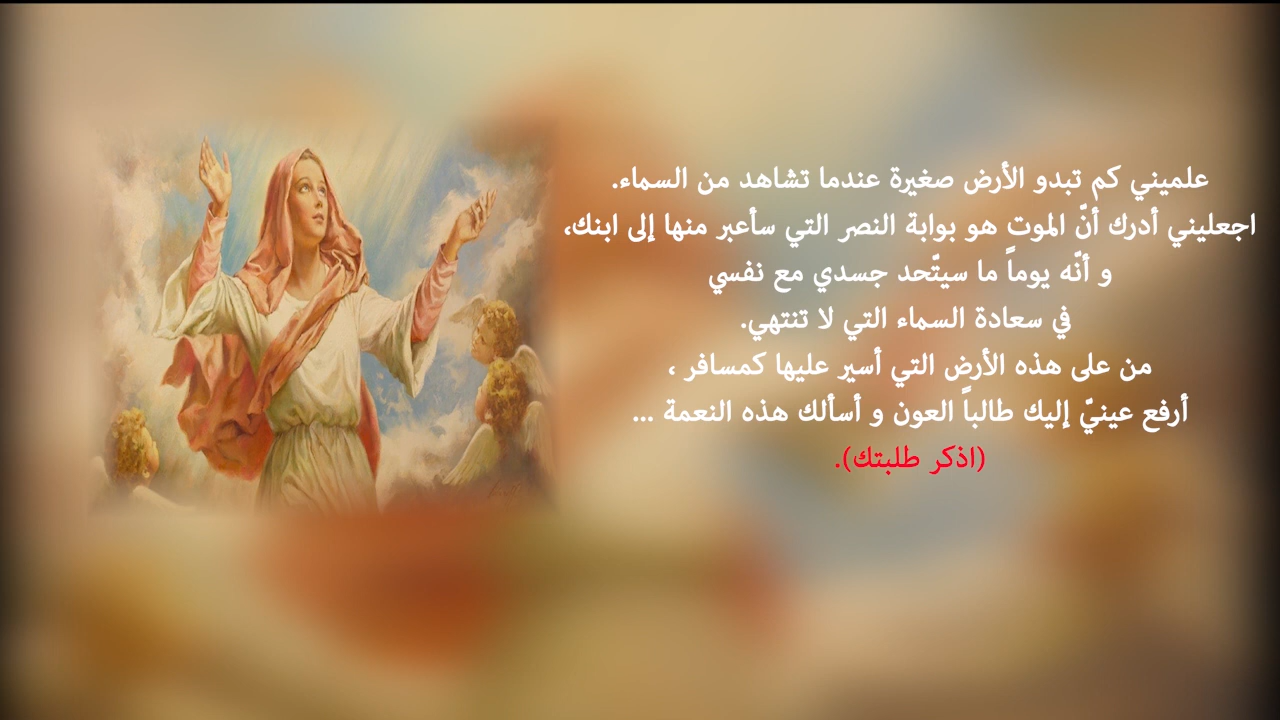 علميني كم تبدو الأرض صغيرة عندما تشاهد من السماء.
اجعليني أدرك أنّ الموت هو بوابة النصر التي سأعبر منها إلى ابنك،
و أنّه يوماً ما سيتّحد جسدي مع نفسي
في سعادة السماء التي لا تنتهي.
من على هذه الأرض التي أسير عليها كمسافر ،
أرفع عينيّ إليك طالباً العون و أسألك هذه النعمة ...
(اذكر طلبتك).